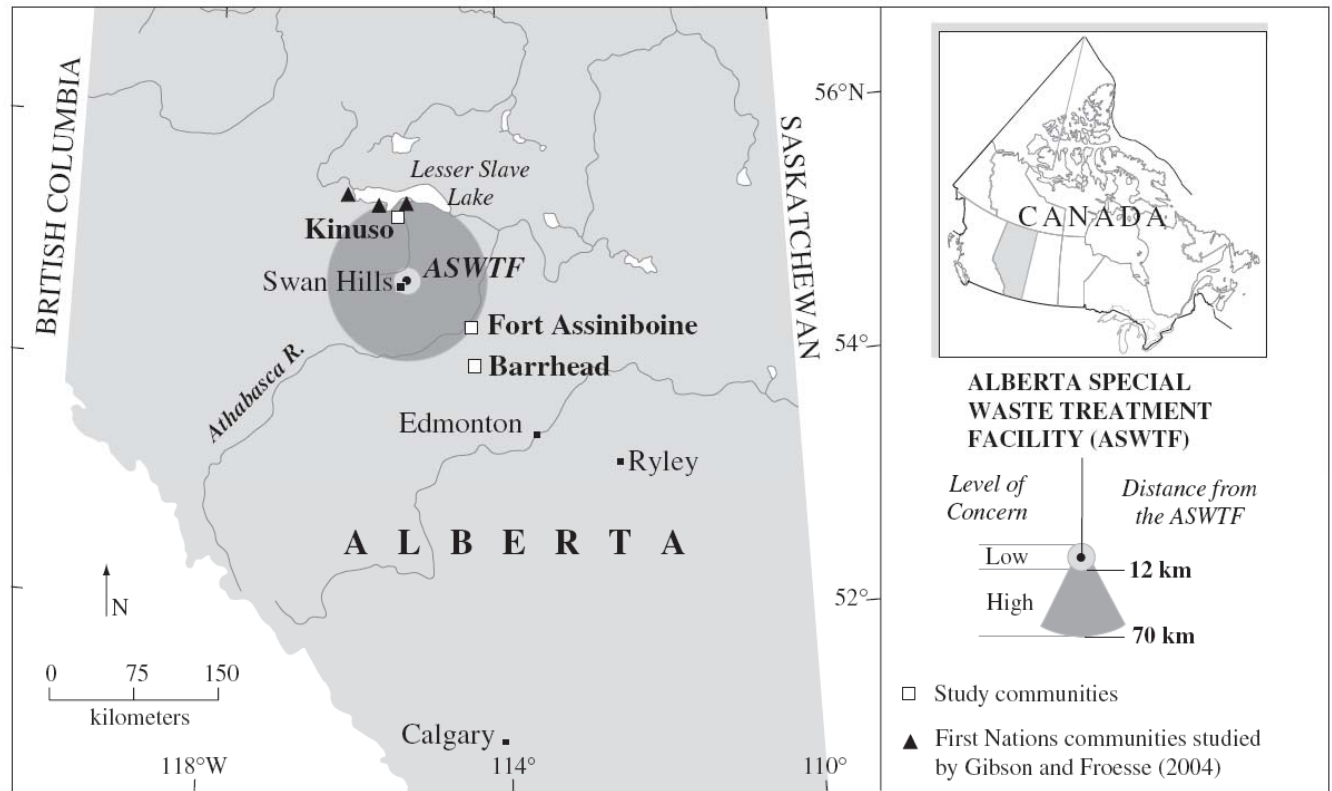 BRITISH COLUMBIA
SASKATCHEWAN
56°N
54°
52°
Lesser Slave
Lake
Kinuso
ASWTF
Swan Hills
Fort Assiniboine
Barrhead
Athabasca R.
Edmonton
Ryley
ALBERTA
N
0 75 150
kilometers
Calgary
118°W
114°
110°
CANADA
ALBERTA SPECIAL
WASTE TREATMENT
FACILITY (ASWTF)
Level of
Concern
Distance from
the ASWTF
Low
12 km
High
70 km
Study communities
First Nations communities studied
by Gibson and Froesse (2004)